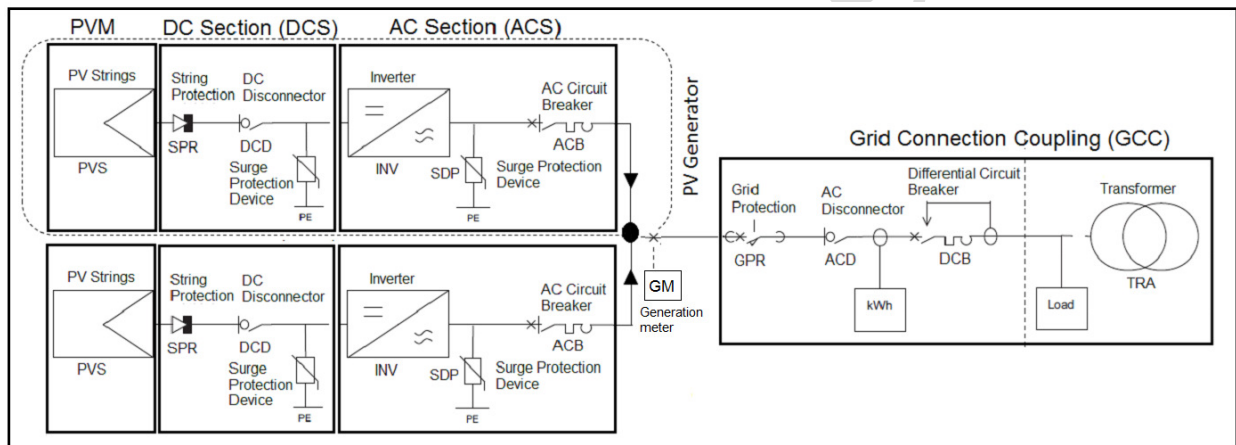 PVM
DC Section (DCS)
AC Section (ACS)
PV Strings
PVS
String
Protection
SPR
DC
Disconnector
DCD
Surge
Protection
Device
PE
Inverter
INV
SDP
Surge Protection
Device
PE
AC Circuit
Breaker
ACB
PV Generator
PV Strings
PVS
String
Protection
SPR
DC
Disconnector
DCD
Surge
Protection
Device
PE
Inverter
INV
SDP
Surge Protection
Device
PE
AC Circuit
Breaker
ACB
GM
Generation
meter
Grid Connection Coupling (GCC)
Grid
Protection
GPR
AC
Disconnector
ACD
kWh
Differential Circuit
Breaker
DCB
Load
Transformer
TRA